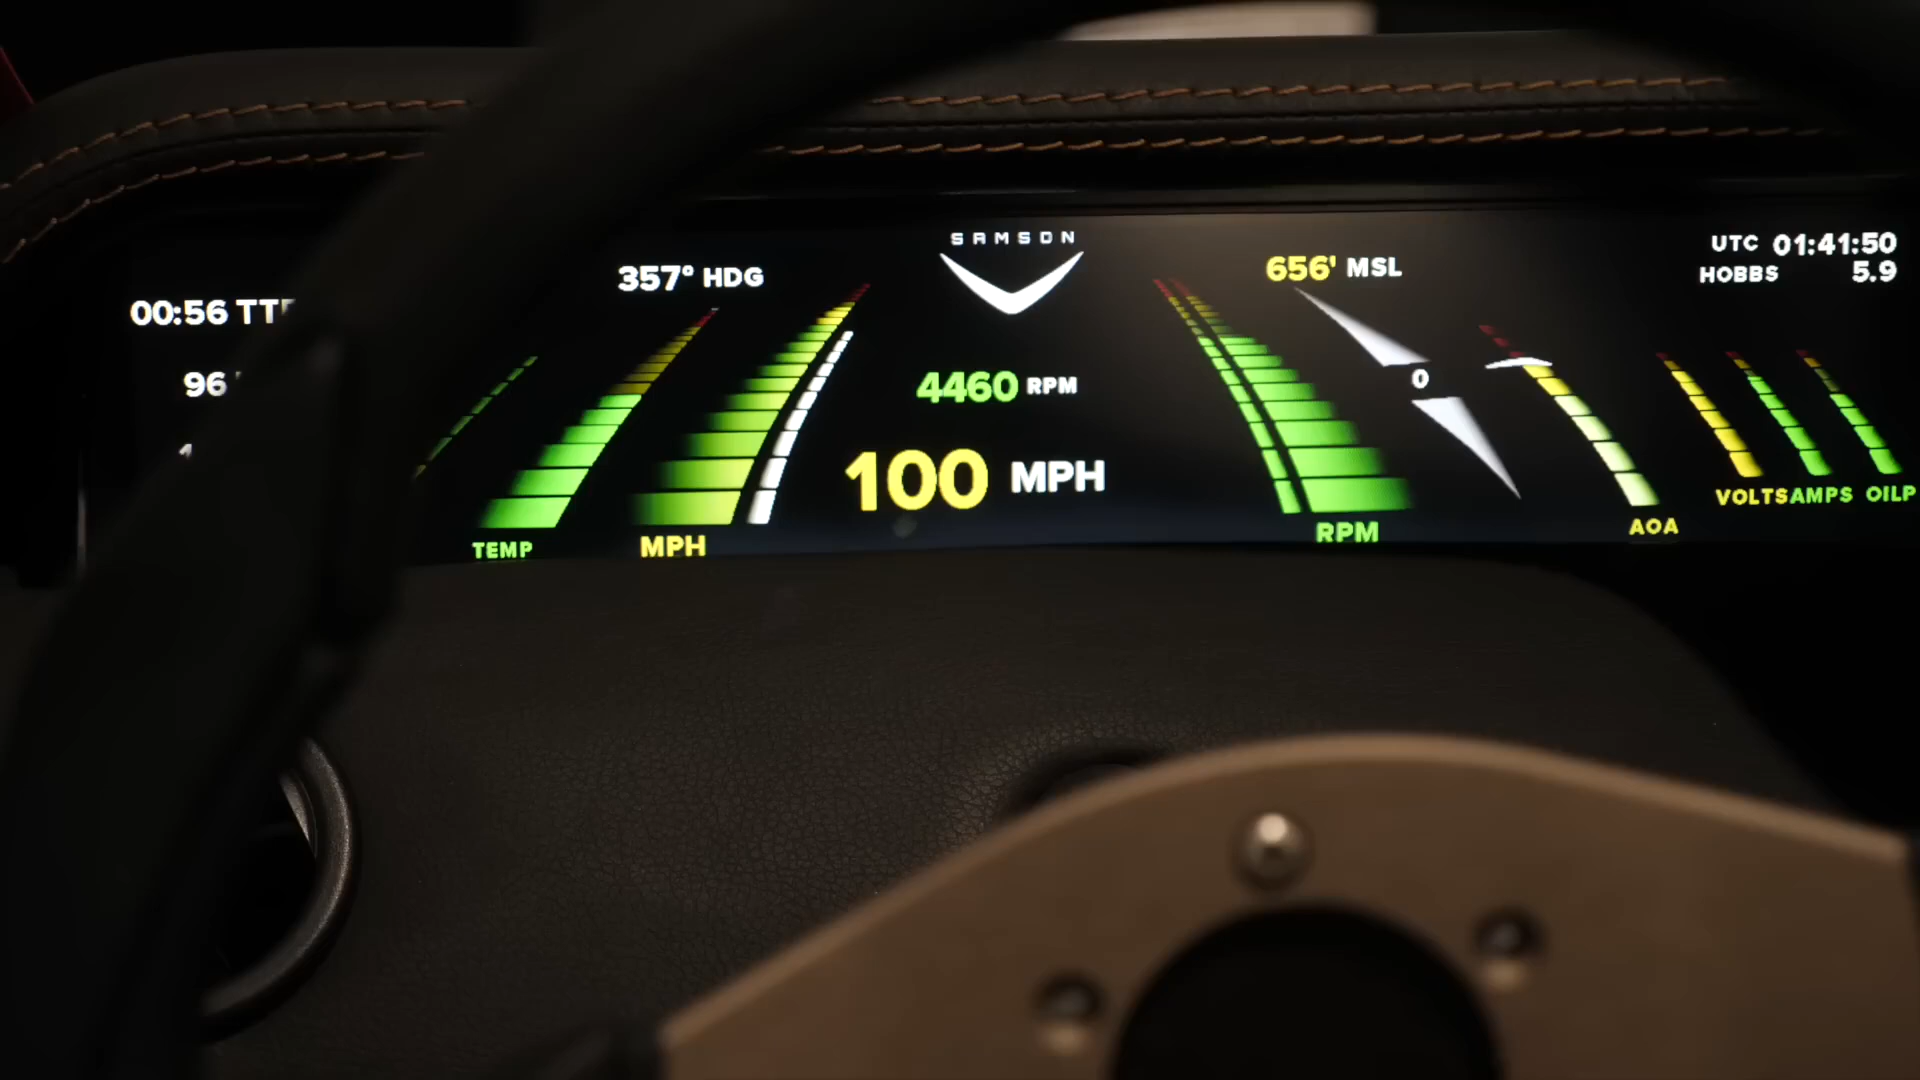 SAMSON
UTC 01:41:50
HOBBS 5.9
357° HDG
656' MSL
00:56
96
4460 RPM
0
100 MPH
TEMP
MPH
RPM
AOA
VOLTS AMPS OILP